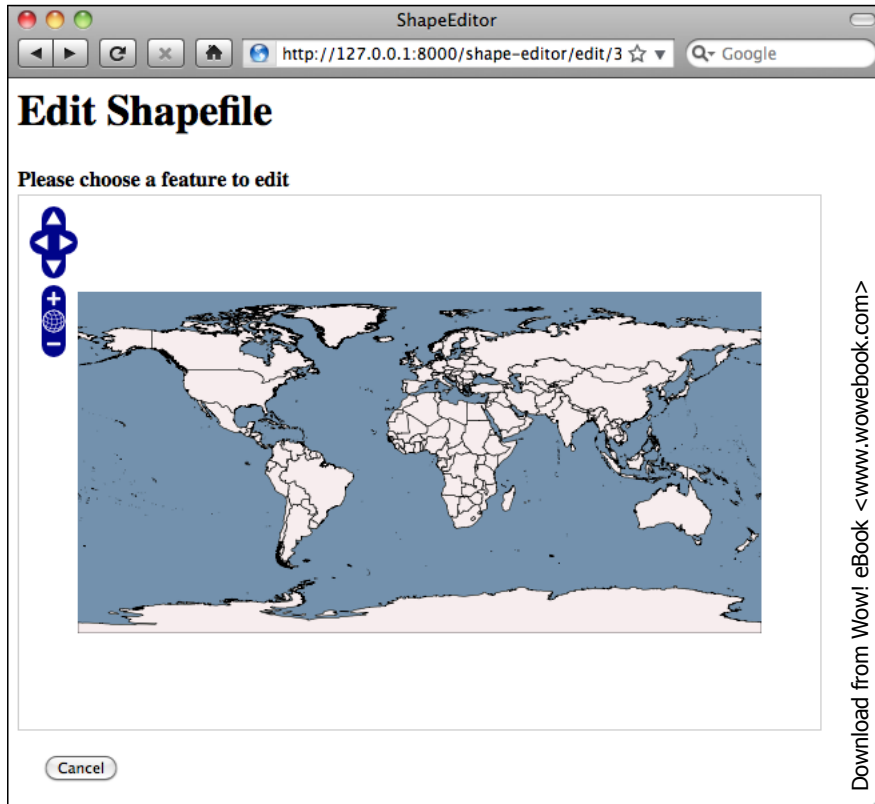 ShapeEditor
http://127.0.0.1:8000/shape-editor/edit/3
Google
Edit Shapefile
Please choose a feature to edit
Cancel
Download from Wow! eBook <www.wowebook.com>